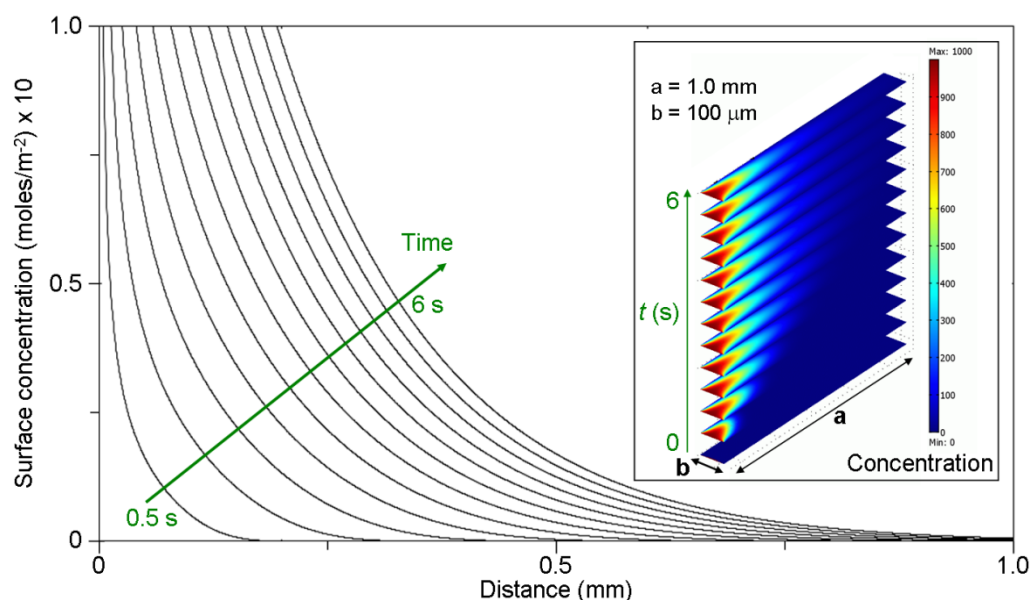 Surface concentration (moles/m⁻²) x 10
1.0
0.5
0
0
0.5
1.0
Distance (mm)
Time
6 s
0.5 s
a = 1.0 mm
b = 100 μm
6
t (s)
0
b
a
Concentration
Max: 1000
900
800
700
600
500
400
300
200
100
0
Min: 0